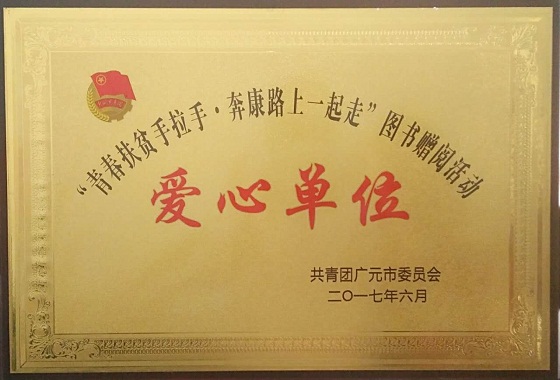 “青春扶贫手拉手·奔康路上一起走”图书赠阅活动
爱心单位
共青团广元市委员会
二〇一七年六月